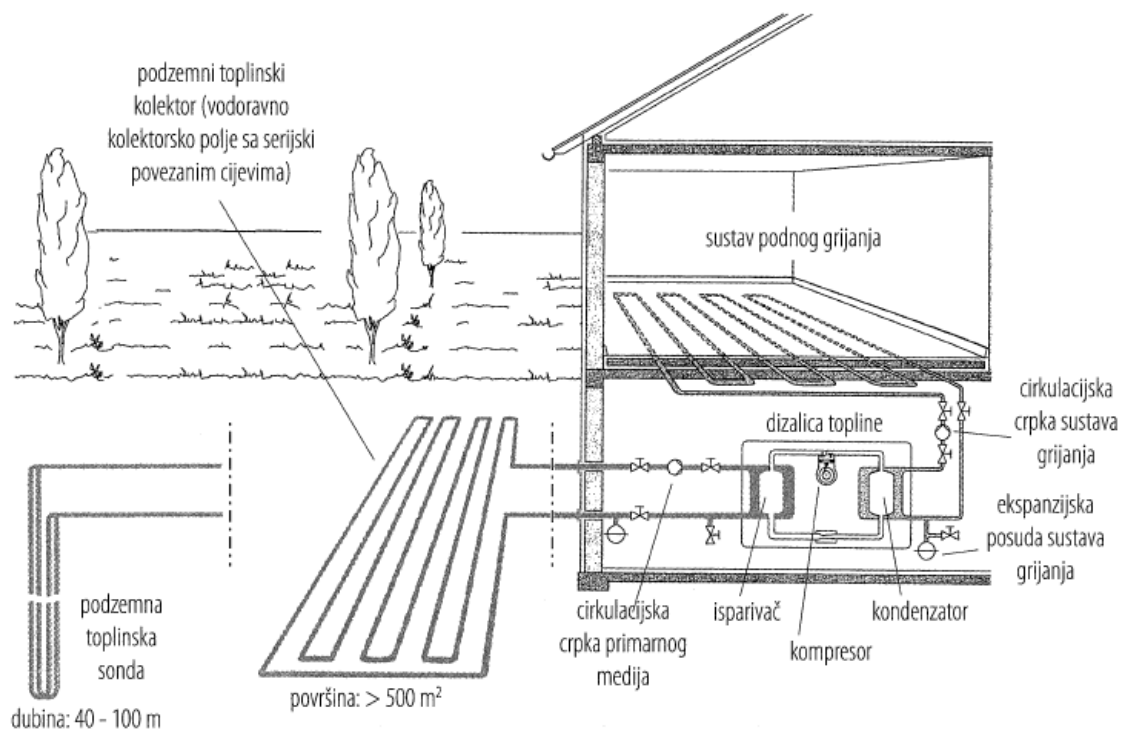 podzemni toplinski
kolektor (vodoravno
kolektorsko polje sa serijski
povezanim cijevima)
sustav podnog grijanja
cirkulacijska
crpka sustava
grijanja
dizalica topline
ekspanzijska
posuda sustava
grijanja
podzemna
toplinska
sonda
dubina: 40 - 100 m
površina: > 500 m²
cirkulacijska
crpka primarnog
medija
isparivač
kompresor
kondenzator